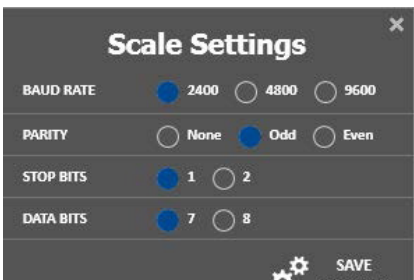 Scale Settings
BAUD RATE 2400 4800 9600
PARITY None Odd Even
STOP BITS 1 2
DATA BITS 7 8
SAVE